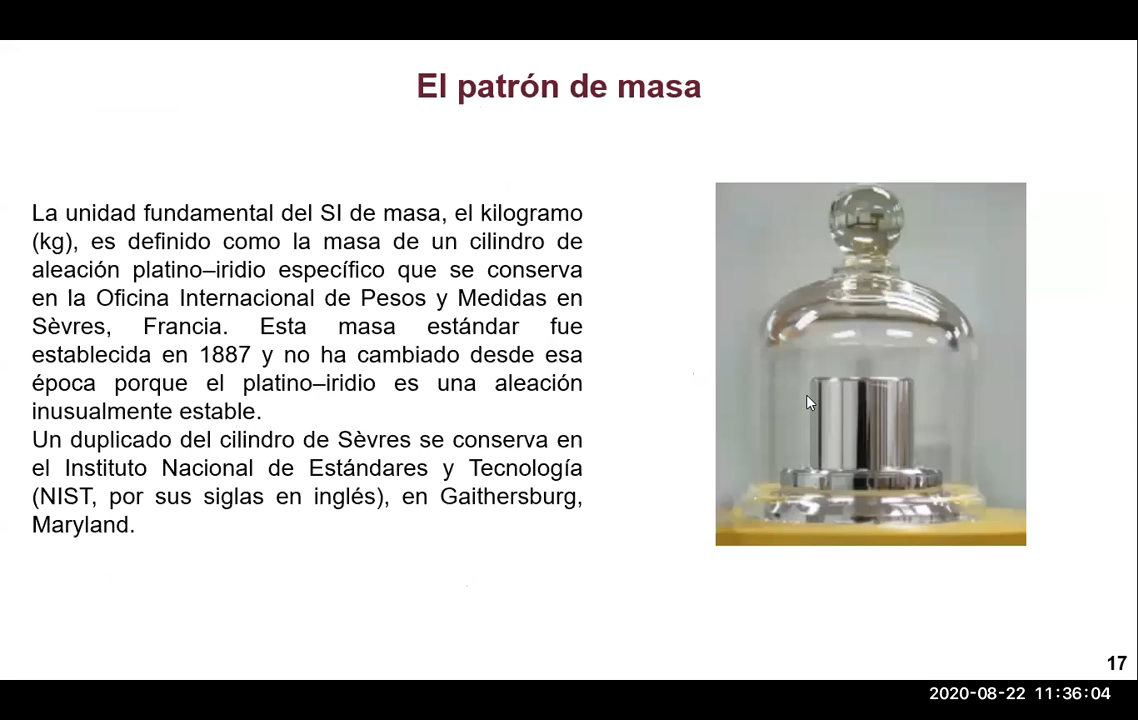 El patrón de masa
La unidad fundamental del SI de masa, el kilogramo
(kg), es definido como la masa de un cilindro de
aleación platino–iridio específico que se conserva
en la Oficina Internacional de Pesos y Medidas en
Sèvres, Francia. Esta masa estándar fue
establecida en 1887 y no ha cambiado desde esa
época porque el platino–iridio es una aleación
inusualmente estable.
Un duplicado del cilindro de Sèvres se conserva en
el Instituto Nacional de Estándares y Tecnología
(NIST, por sus siglas en inglés), en Gaithersburg,
Maryland.
17
2020-08-22 11:36:04